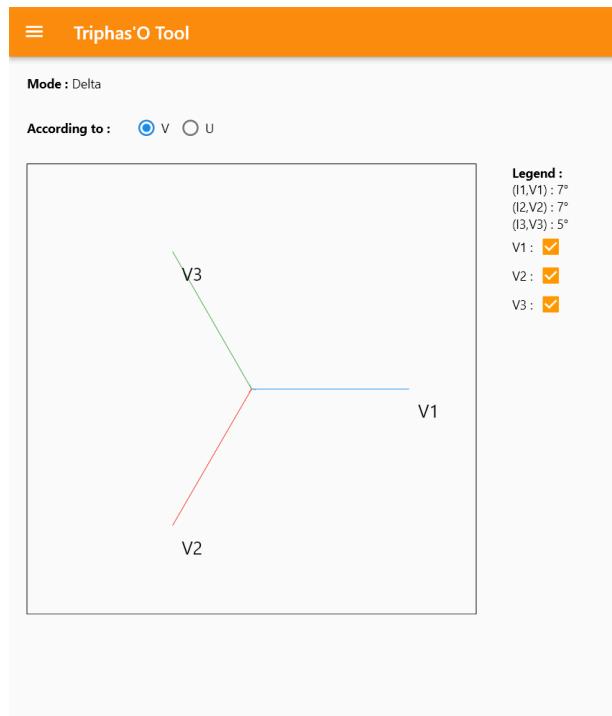 Triphas'O Tool
Mode : Delta
According to : V U
Legend :
(I1,V1) : 7°
(I2,V2) : 7°
(I3,V3) : 5°
V1 :
V2 :
V3 :
V3
V1
V2